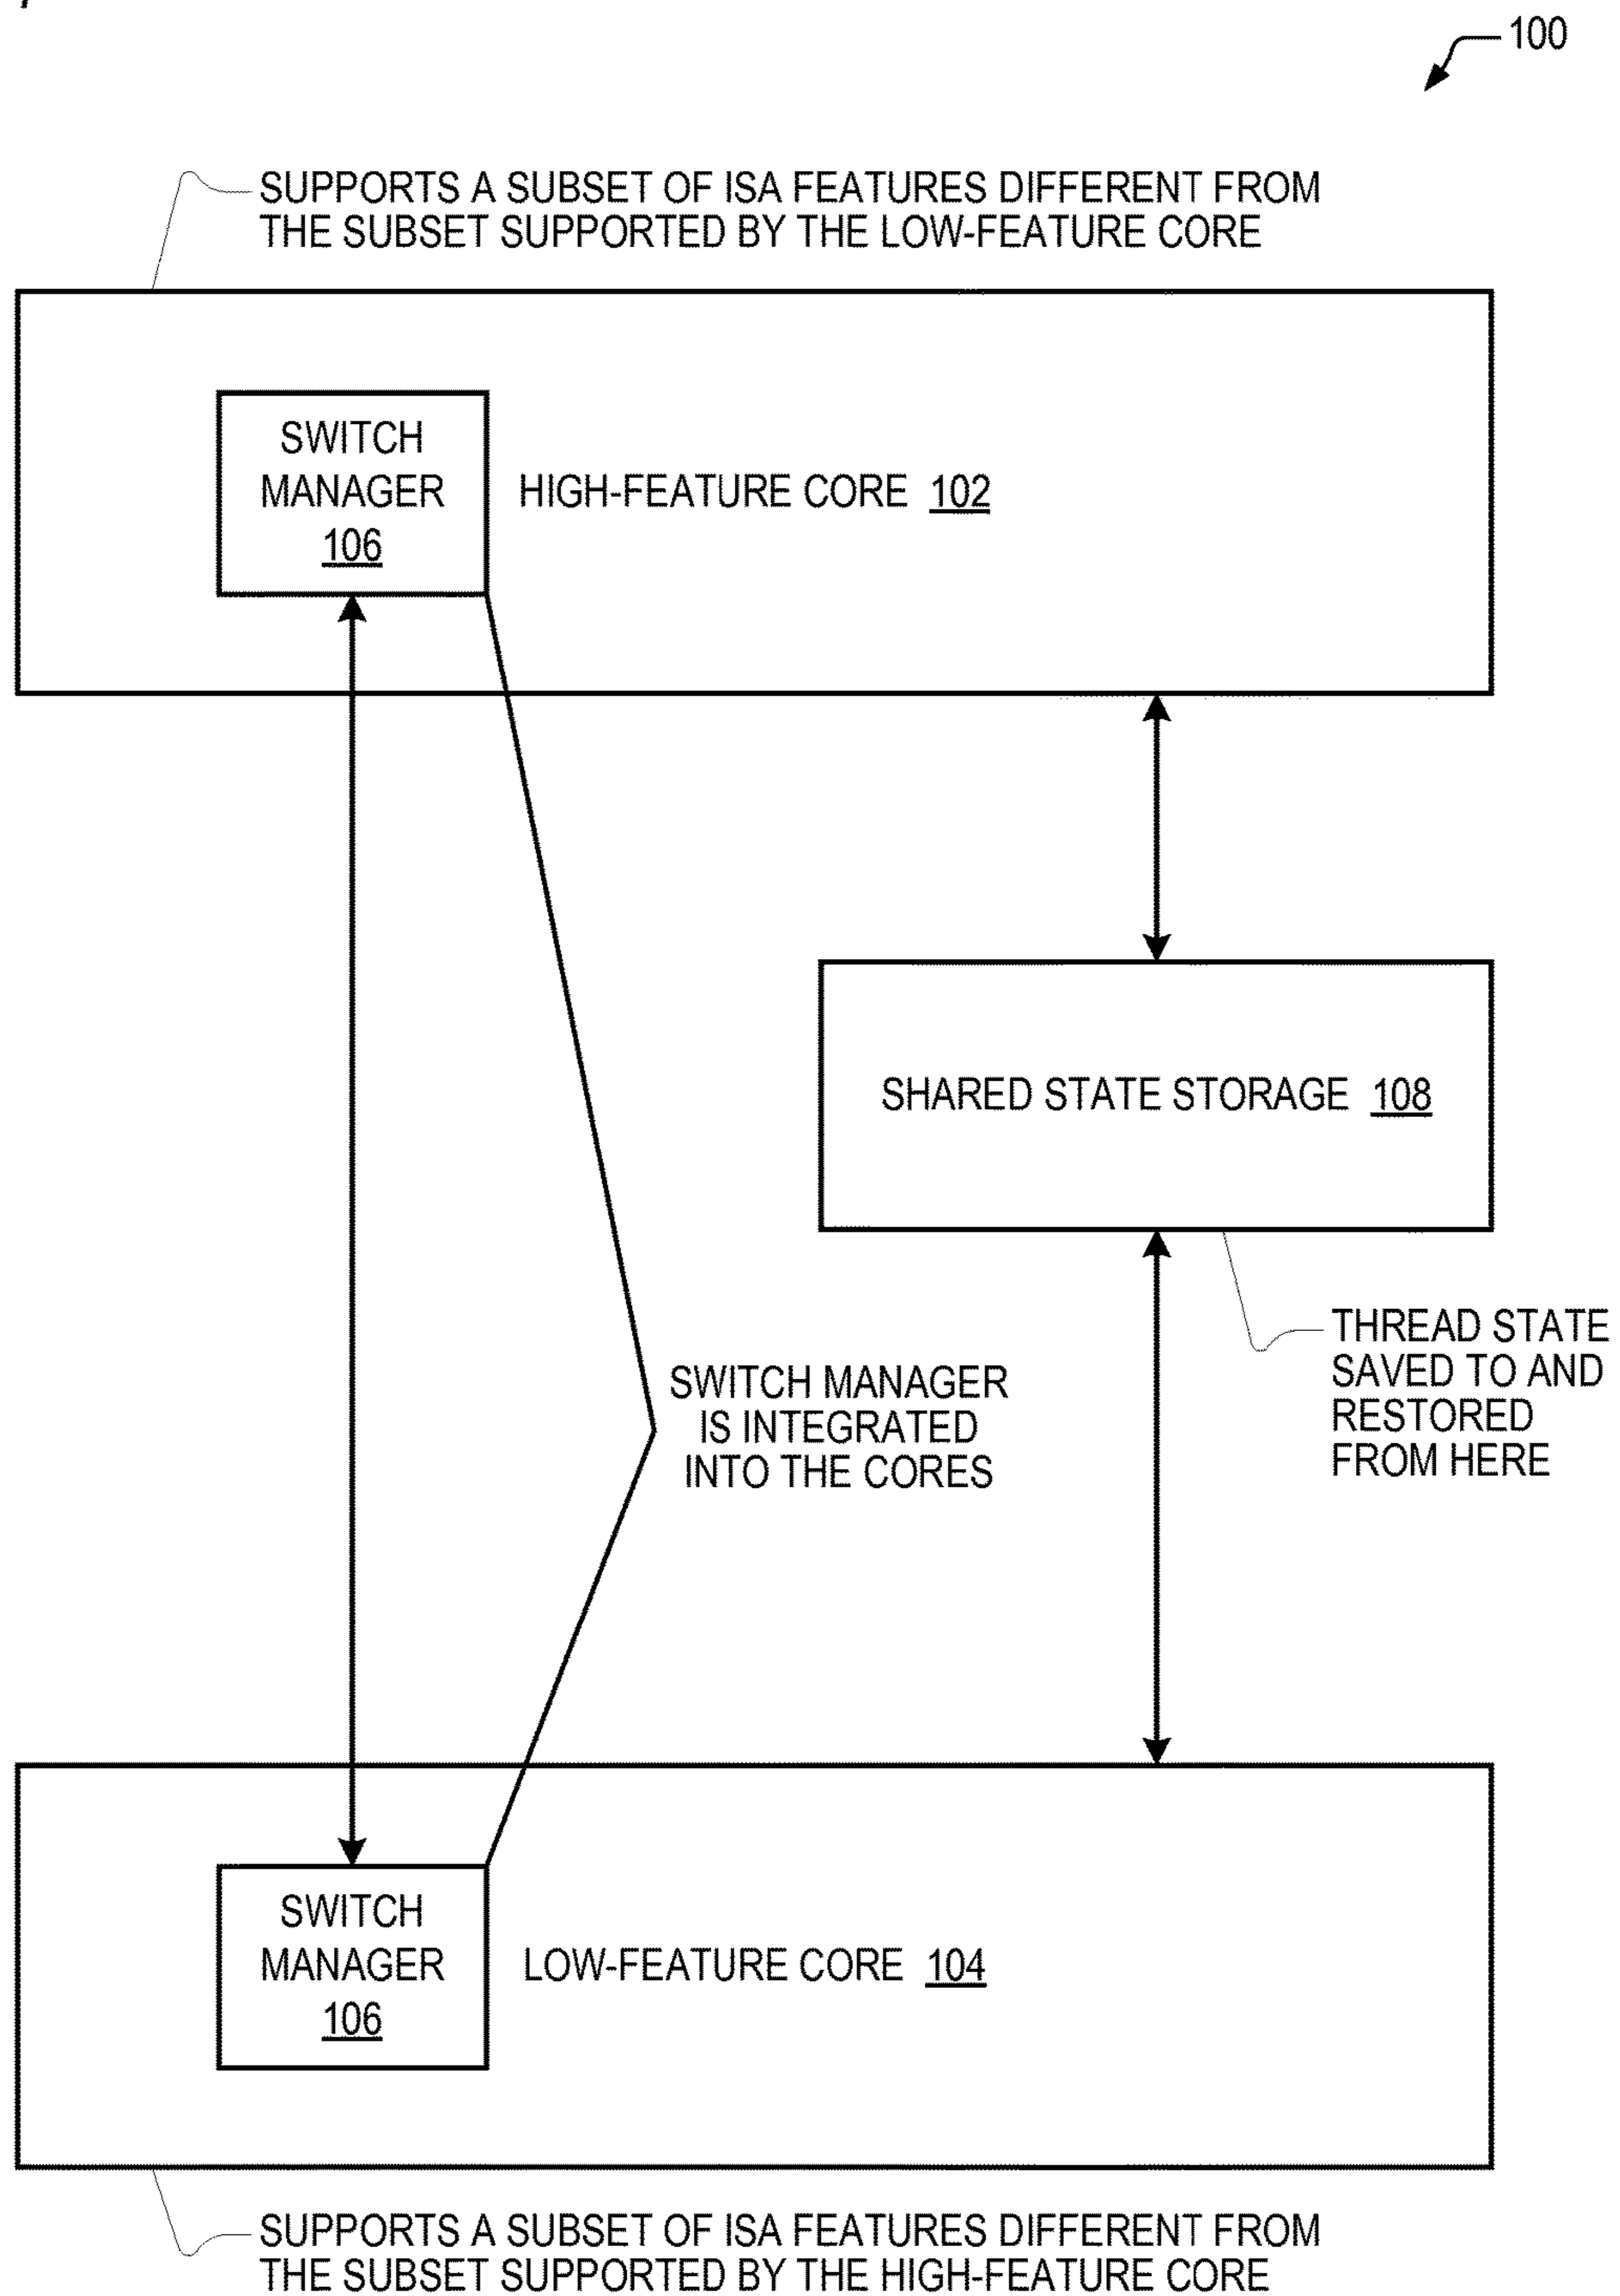 100
SUPPORTS A SUBSET OF ISA FEATURES DIFFERENT FROM
THE SUBSET SUPPORTED BY THE LOW-FEATURE CORE
SWITCH
MANAGER
106
HIGH-FEATURE CORE 102
SHARED STATE STORAGE 108
THREAD STATE
SAVED TO AND
RESTORED
FROM HERE
SWITCH MANAGER
IS INTEGRATED
INTO THE CORES
SWITCH
MANAGER
106
LOW-FEATURE CORE 104
SUPPORTS A SUBSET OF ISA FEATURES DIFFERENT FROM
THE SUBSET SUPPORTED BY THE HIGH-FEATURE CORE